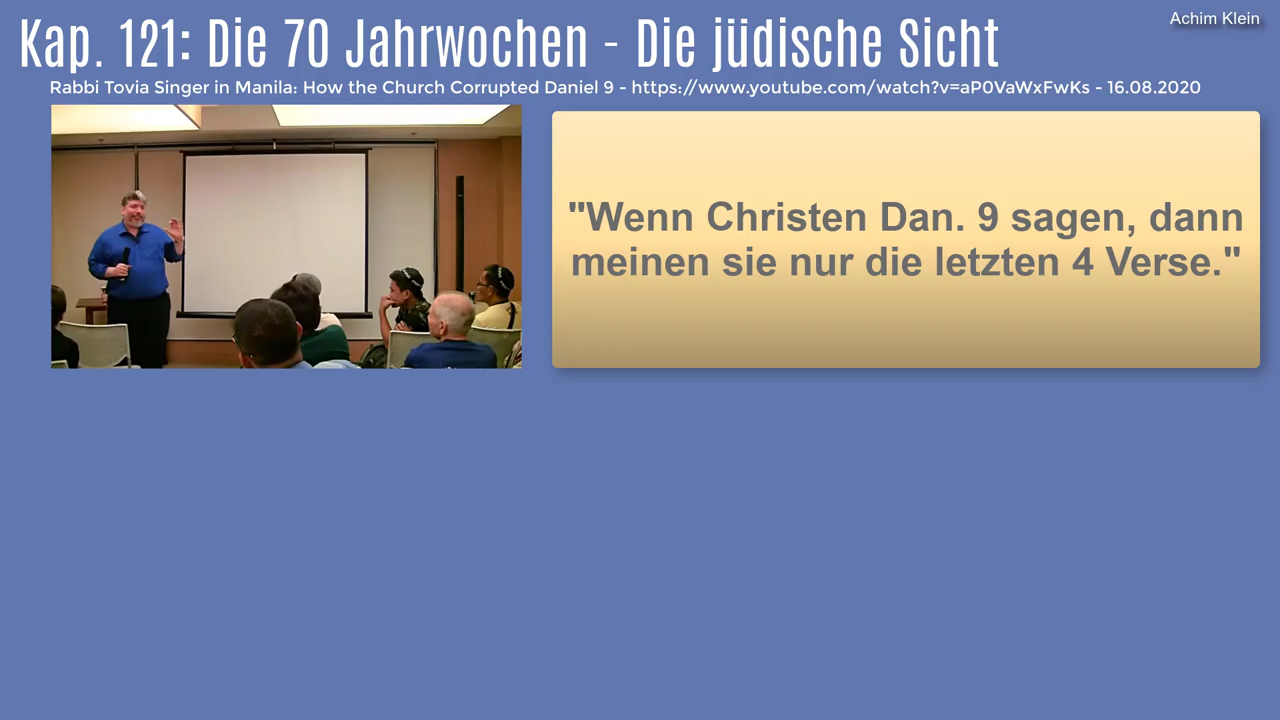 Kap. 121: Die 70 Jahrwochen - Die jüdische Sicht
Achim Klein
Rabbi Tovia Singer in Manila: How the Church Corrupted Daniel 9 - https://www.youtube.com/watch?v=aP0VaWxFwKs - 16.08.2020
"Wenn Christen Dan. 9 sagen, dann
meinen sie nur die letzten 4 Verse."